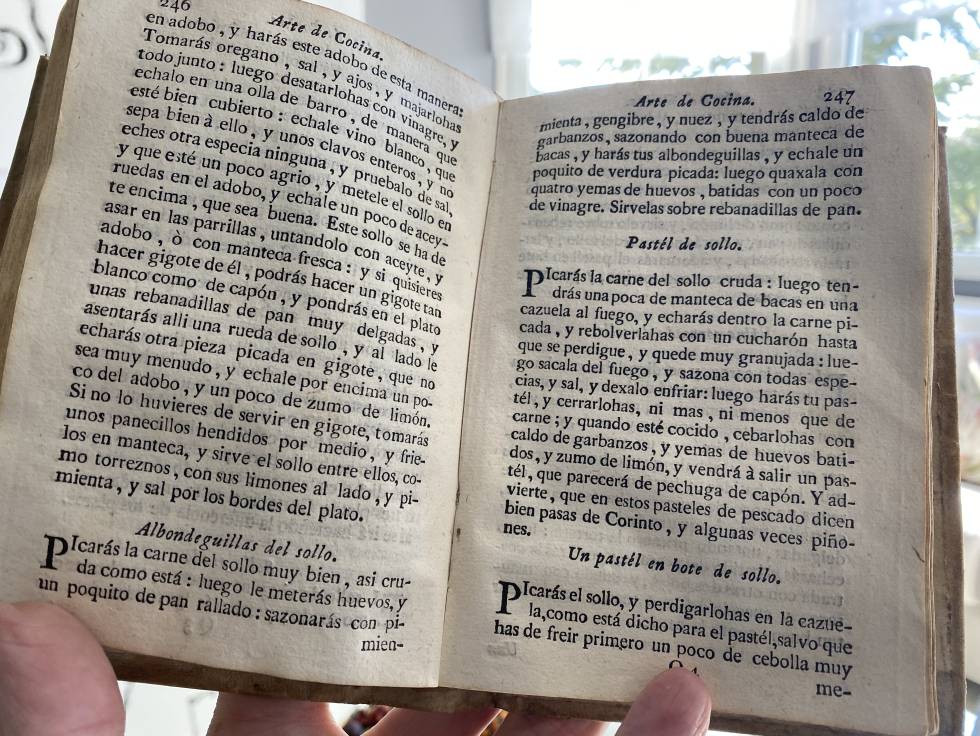 246
Arte de Cocina.
en adobo, y harás este adobo de esta manera:
Tomarás oregano, sal, y ajos, y majarlohas
todo junto: luego desatarlohas con vinagre, y
echalo en una olla de barro, de manera que
esté bien cubierto: echale vino blanco, que
sepa bien à ello, y unos clavos enteros, y no
eches otra especia ninguna, y pruebalo de sal,
y que esté un poco agrio, y metele el sollo en
ruedas en el adobo, y echale un poco de acey-
te encima, que sea buena. Este sollo se ha de
asar en las parrillas, untandolo con aceyte, y
adobo, ò con manteca fresca: y si quisieres
hacer gigote de él, podrás hacer un gigote tan
blanco como de capón, y pondrás en el plato
unas rebanadillas de pan muy delgadas, y
asentarás alli una rueda de sollo, y al lado le
echarás otra pieza picada en gigote, que no
sea muy menudo, y echale por encima un po-
co del adobo, y un poco de zumo de limón.
Si no lo huvieres de servir en gigote, tomarás
unos panecillos hendidos por medio, y frie-
los en manteca, y sirve el sollo entre ellos, co-
mo torreznos, con sus limones al lado, y pi-
mienta, y sal por los bordes del plato.
Albondeguillas del sollo.
PIcarás la carne del sollo muy bien, asi cru-
da como está: luego le meterás huevos, y
un poquito de pan rallado: sazonarás con pi-
mien-
Arte de Cocina.
247
mienta, gengibre, y nuez, y tendrás caldo de
garbanzos, sazonando con buena manteca de
bacas, y harás tus albondeguillas, y echale un
poquito de verdura picada: luego quaxala con
quatro yemas de huevos, batidas con un poco
de vinagre. Sirvelas sobre rebanadillas de pan.
Pastél de sollo.
PIcarás la carne del sollo cruda: luego ten-
drás una poca de manteca de bacas en una
cazuela al fuego, y echarás dentro la carne pi-
cada, y rebolverlahas con un cucharón hasta
que se perdigue, y quede muy granujada: lue-
go sacala del fuego, y sazona con todas espe-
cias, y sal, y dexalo enfriar: luego harás tu pas-
tél, y cerrarlohas, ni mas, ni menos que de
carne; y quando esté cocido, cebarlohas con
caldo de garbanzos, y yemas de huevos bati-
dos, y zumo de limón, y vendrá à salir un pas-
tél, que parecerá de pechuga de capón. Y ad-
vierte, que en estos pasteles de pescado dicen
bien pasas de Corinto, y algunas veces piño-
nes.
Un pastél en bote de sollo.
PIcarás el sollo, y perdigarlohas en la cazue-
la, como está dicho para el pastél, salvo que
has de freir primero un poco de cebolla muy
me-